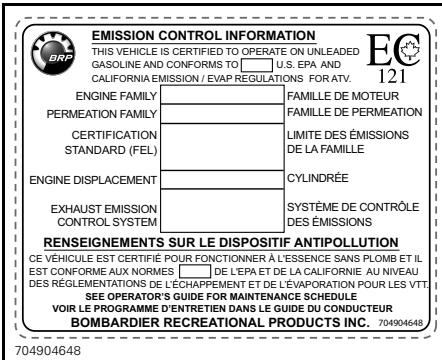 EMISSION CONTROL INFORMATION
THIS VEHICLE IS CERTIFIED TO OPERATE ON UNLEADED
GASOLINE AND CONFORMS TO U.S. EPA AND
CALIFORNIA EMISSION / EVAP REGULATIONS FOR ATV.
BRP
EC
121
ENGINE FAMILY FAMILLE DE MOTEUR
PERMEATION FAMILY FAMILLE DE PERMEATION
CERTIFICATION LIMITE DES ÉMISSIONS
STANDARD (FEL) DE LA FAMILLE
ENGINE DISPLACEMENT CYLINDRÉE
EXHAUST EMISSION SYSTÈME DE CONTRÔLE
CONTROL SYSTEM DES ÉMISSIONS
RENSEIGNEMENTS SUR LE DISPOSITIF ANTIPOLLUTION
CE VÉHICULE EST CERTIFIÉ POUR FONCTIONNER À L'ESSENCE SANS PLOMB ET IL
EST CONFORME AUX NORMES DE L'EPA ET DE LA CALIFORNIE AU NIVEAU
DES RÉGLEMENTATIONS DE L'ÉCHAPPEMENT ET DE L'ÉVAPORATION POUR LES VTT.
SEE OPERATOR'S GUIDE FOR MAINTENANCE SCHEDULE
VOIR LE PROGRAMME D'ENTRETIEN DANS LE GUIDE DU CONDUCTEUR
BOMBARDIER RECREATIONAL PRODUCTS INC. 704904648
704904648